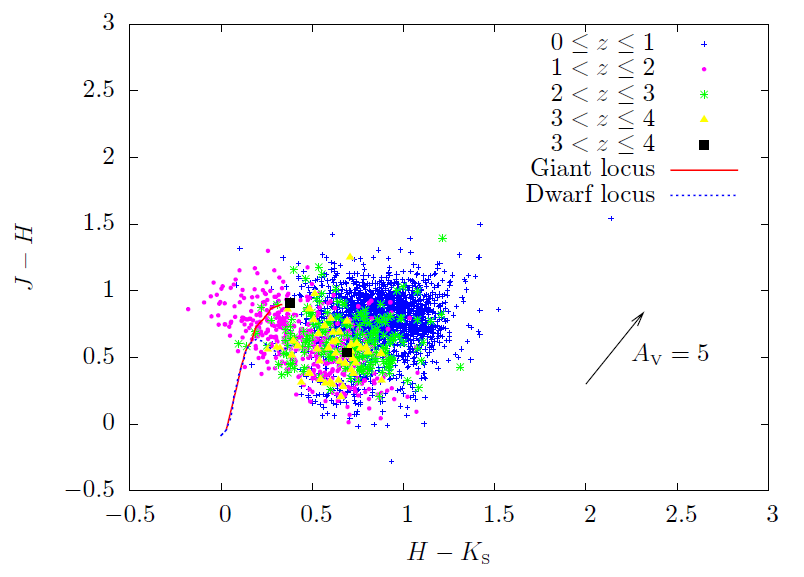 3
2.5
2
1.5
1
0.5
0
−0.5
J − H
0 ≤ z ≤ 1
1 < z ≤ 2
2 < z ≤ 3
3 < z ≤ 4
3 < z ≤ 4
Giant locus
Dwarf locus
A_V = 5
−0.5 0 0.5 1 1.5 2 2.5 3
H − K_S